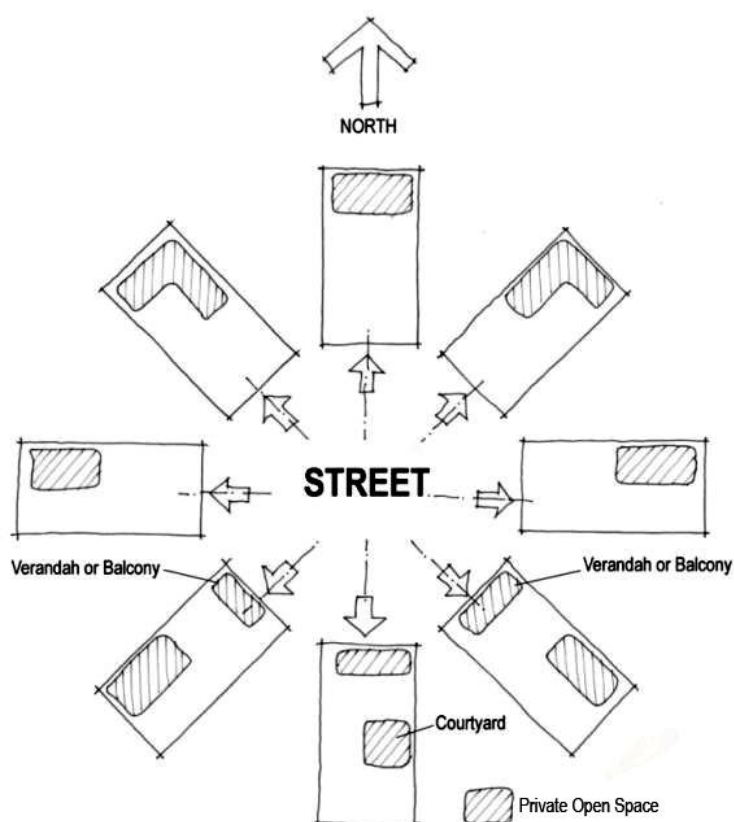 NORTH
STREET
Verandah or Balcony
Verandah or Balcony
Courtyard
Private Open Space